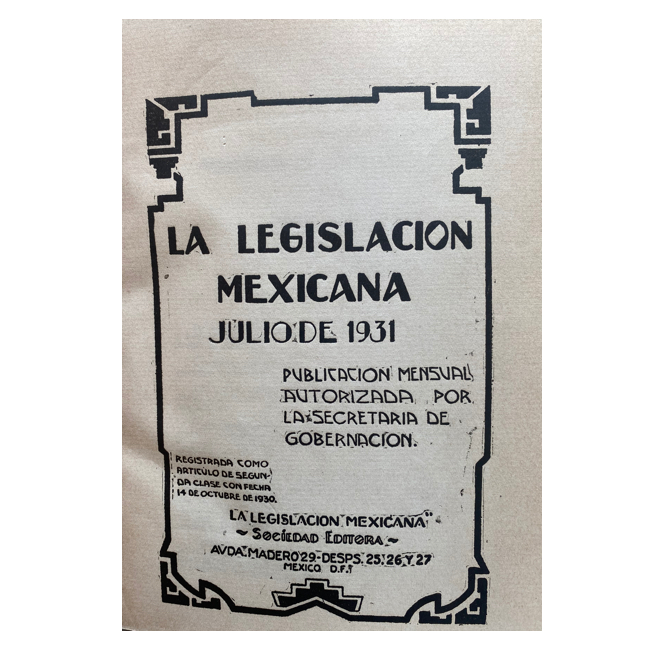 LA LEGISLACION
MEXICANA
JULIO DE 1931
PUBLICACION MENSUAL
AUTORIZADA POR
LA SECRETARIA DE
GOBERNACION.
REGISTRADA COMO
ARTICULO DE SEGUN-
DA CLASE CON FECHA
14 DE OCTUBRE DE 1930.
"LA LEGISLACION MEXICANA"
~ SOCIEDAD EDITORA ~
AVDA. MADERO 29-DESPS. 25, 26 Y 27
MEXICO D.F.